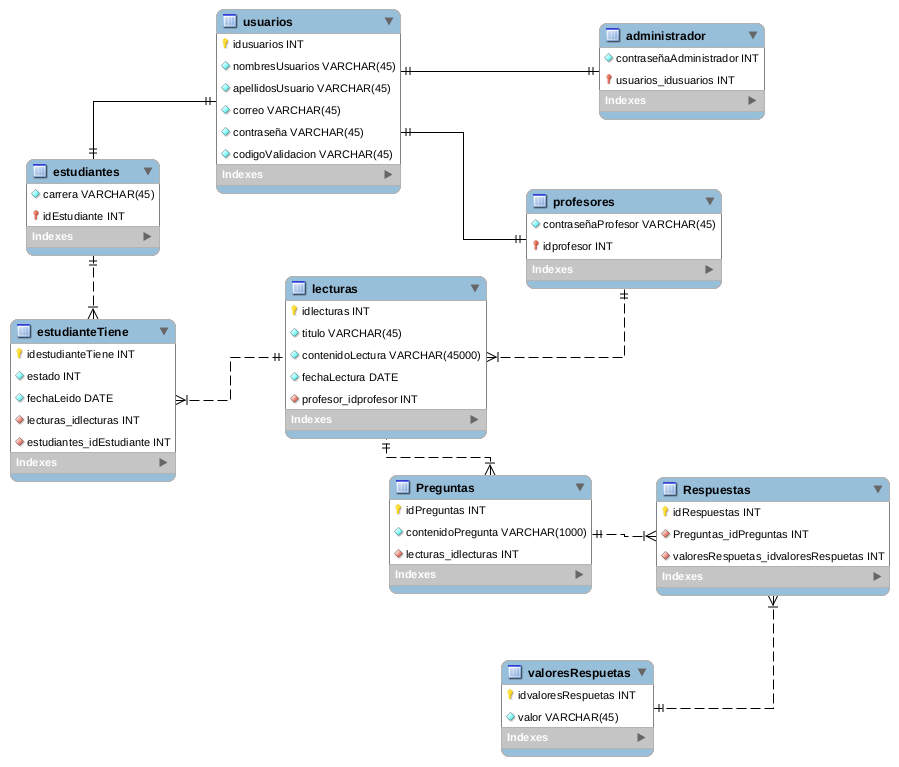 usuarios
idusuarios INT
nombresUsuarios VARCHAR(45)
apellidosUsuario VARCHAR(45)
correo VARCHAR(45)
contraseña VARCHAR(45)
codigoValidacion VARCHAR(45)
Indexes
administrador
contraseñaAdministrador INT
usuarios_idusuarios INT
Indexes
estudiantes
carrera VARCHAR(45)
idEstudiante INT
Indexes
profesores
contraseñaProfesor VARCHAR(45)
idprofesor INT
Indexes
lecturas
idlecturas INT
titulo VARCHAR(45)
contenidoLectura VARCHAR(45000)
fechaLectura DATE
profesor_idprofesor INT
Indexes
estudianteTiene
idestudianteTiene INT
estado INT
fechaLeido DATE
lecturas_idlecturas INT
estudiantes_idEstudiante INT
Indexes
Preguntas
idPreguntas INT
contenidoPregunta VARCHAR(1000)
lecturas_idlecturas INT
Indexes
Respuestas
idRespuestas INT
Preguntas_idPreguntas INT
valoresRespuetas_idvaloresRespuetas INT
Indexes
valoresRespuetas
idvaloresRespuetas INT
valor VARCHAR(45)
Indexes